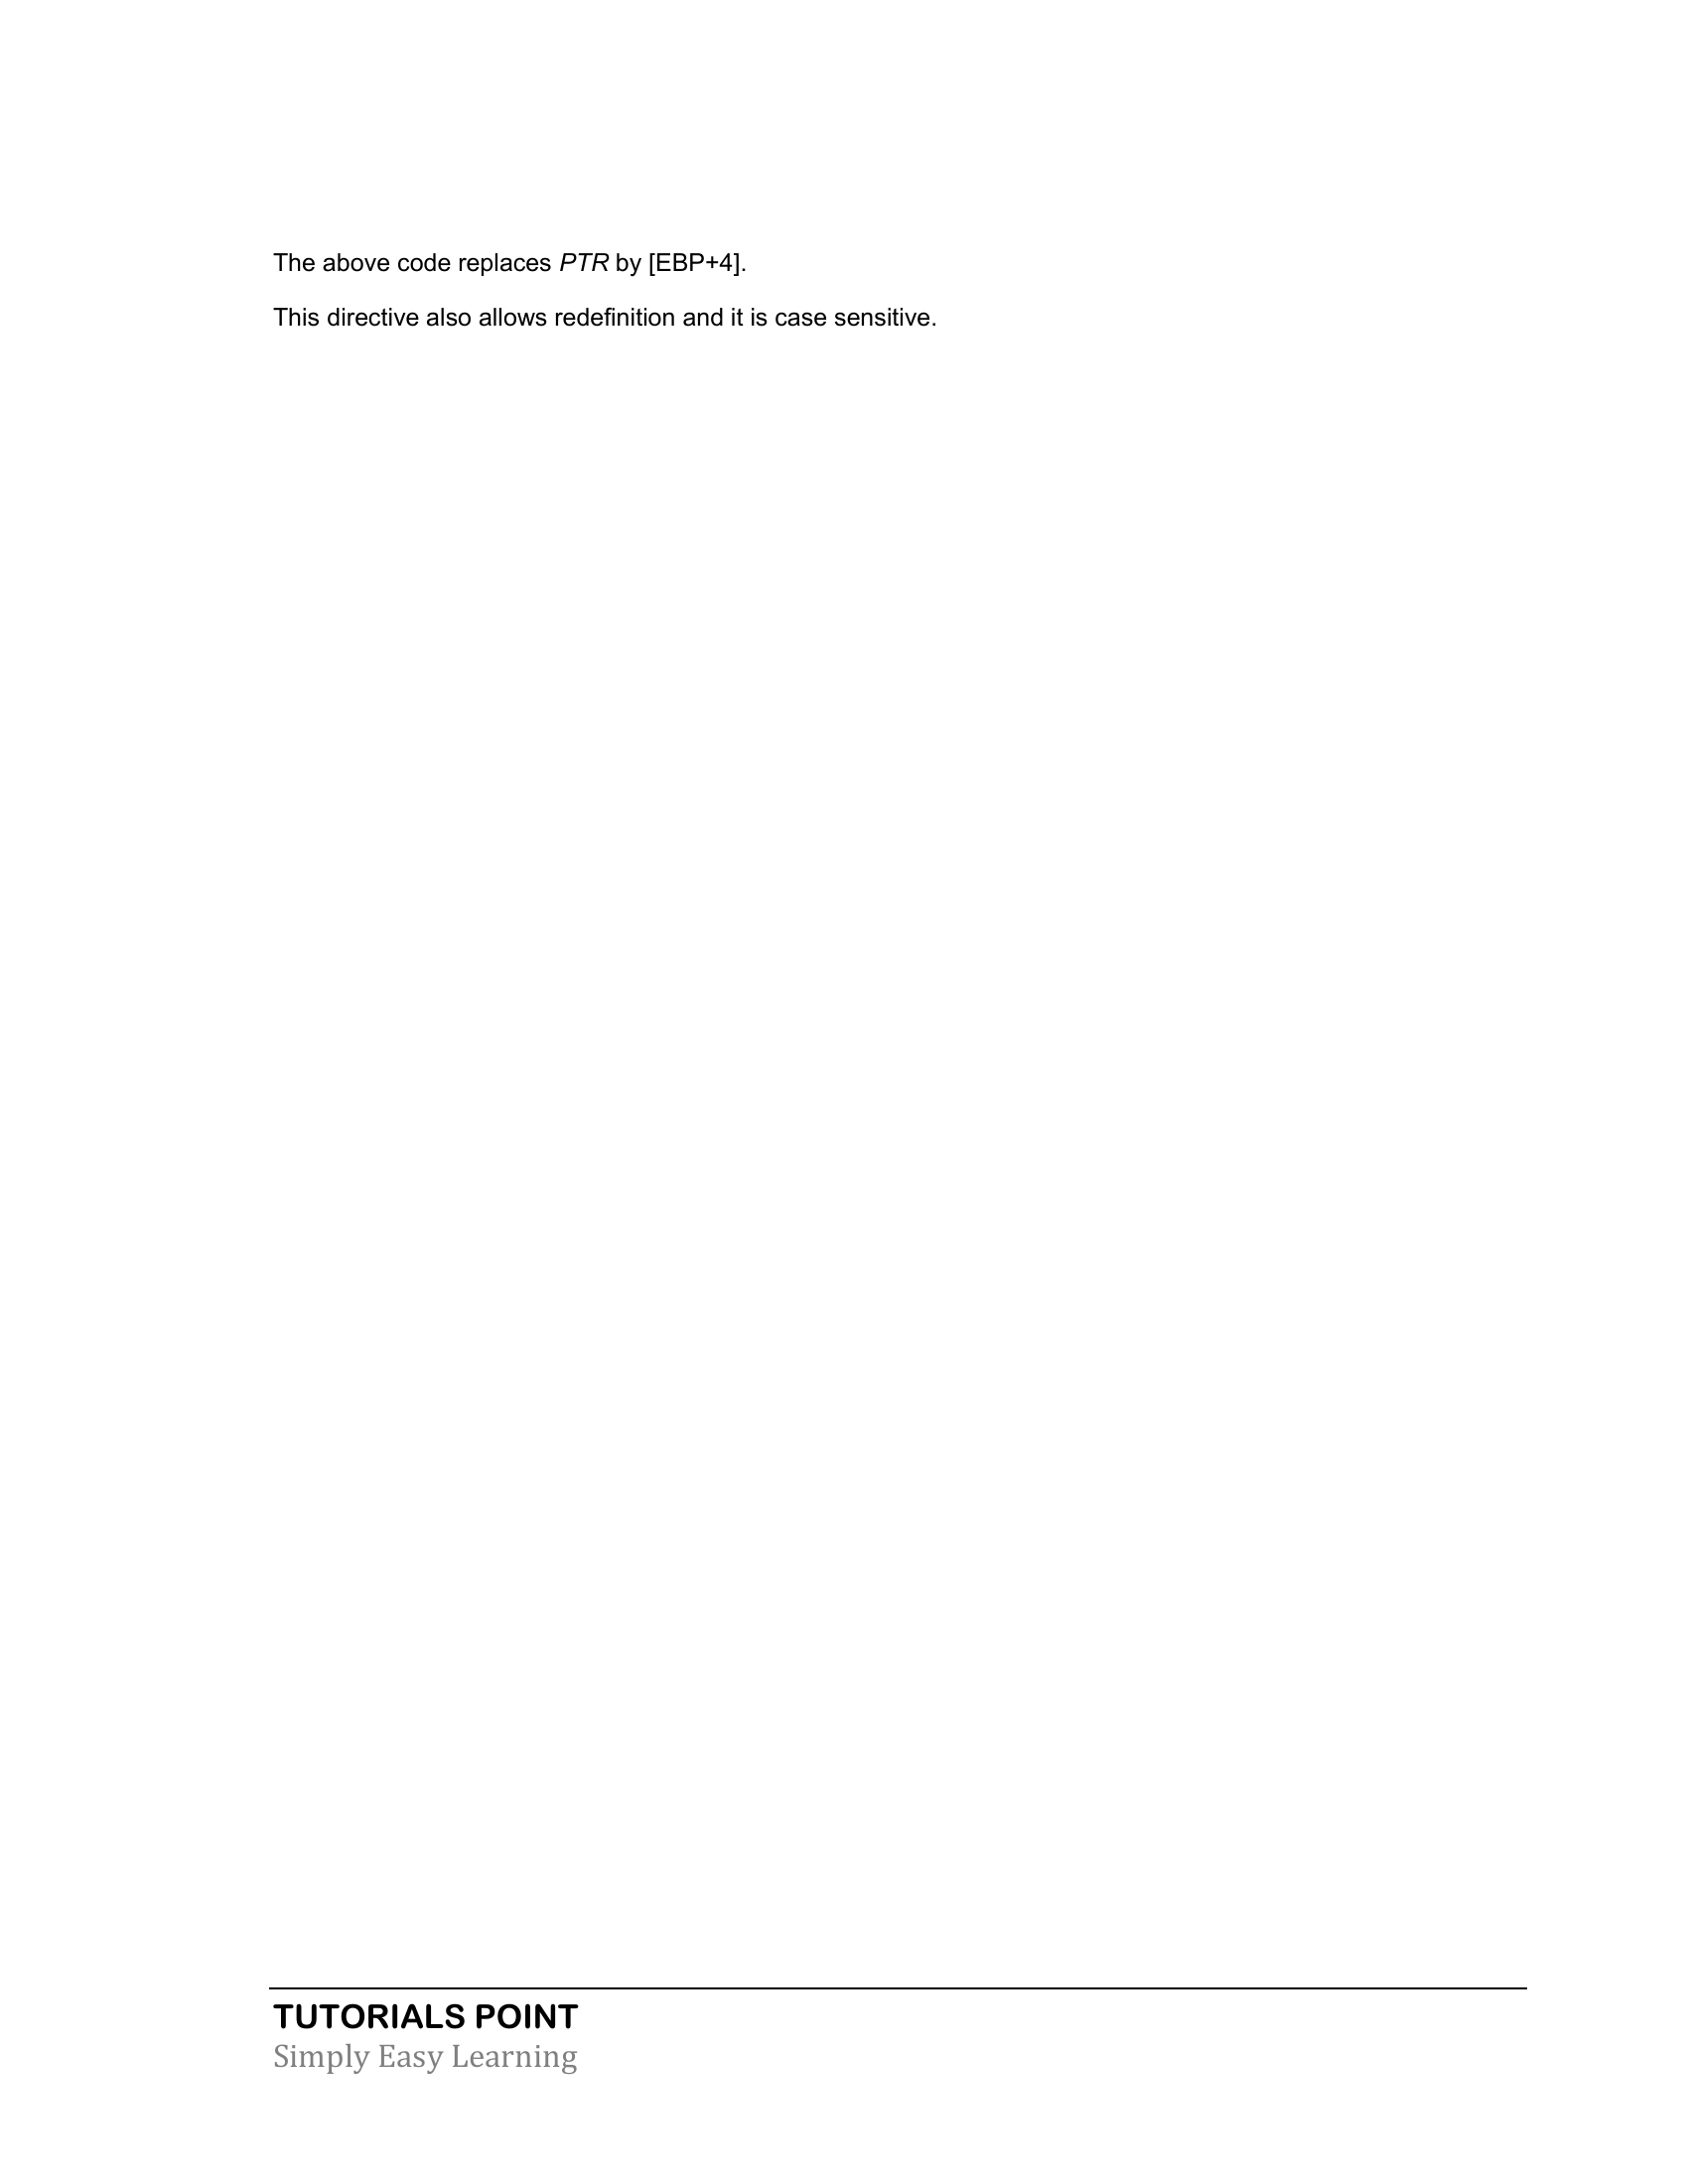 The above code replaces PTR by [EBP+4].
This directive also allows redefinition and it is case sensitive.
TUTORIALS POINT
Simply Easy Learning